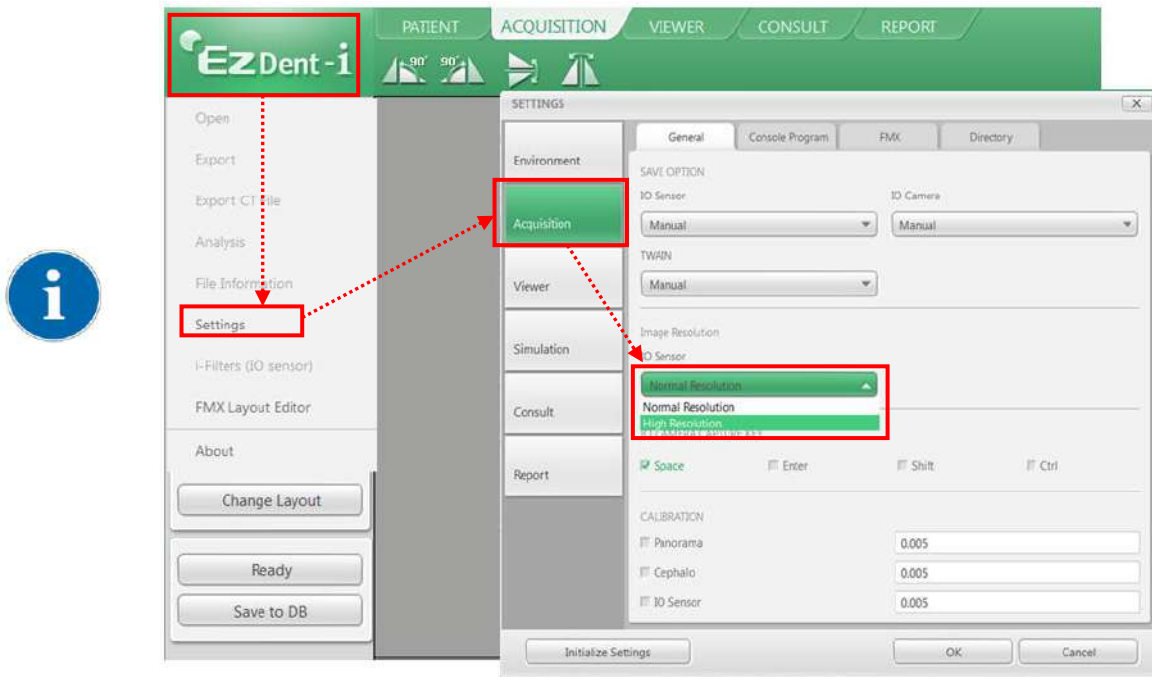 EzDent-i
PATIENT
ACQUISITION
VIEWER
CONSULT
REPORT
90°
90°
Open
Export
Export CT File
Analysis
File Information
Settings
i-Filters (IO sensor)
FMX Layout Editor
About
Change Layout
Ready
Save to DB
i
SETTINGS
X
Environment
Acquisition
Viewer
Simulation
Consult
Report
General
Console Program
FMX
Directory
SAVE OPTION
IO Sensor
IO Camera
Manual
Manual
TWAIN
Manual
Image Resolution
IO Sensor
Normal Resolution
Normal Resolution
High Resolution
IO CAMERA CAPTURE KEY
Space
Enter
Shift
Ctrl
CALIBRATION
Panorama
0.005
Cephalo
0.005
IO Sensor
0.005
Initialize Settings
OK
Cancel